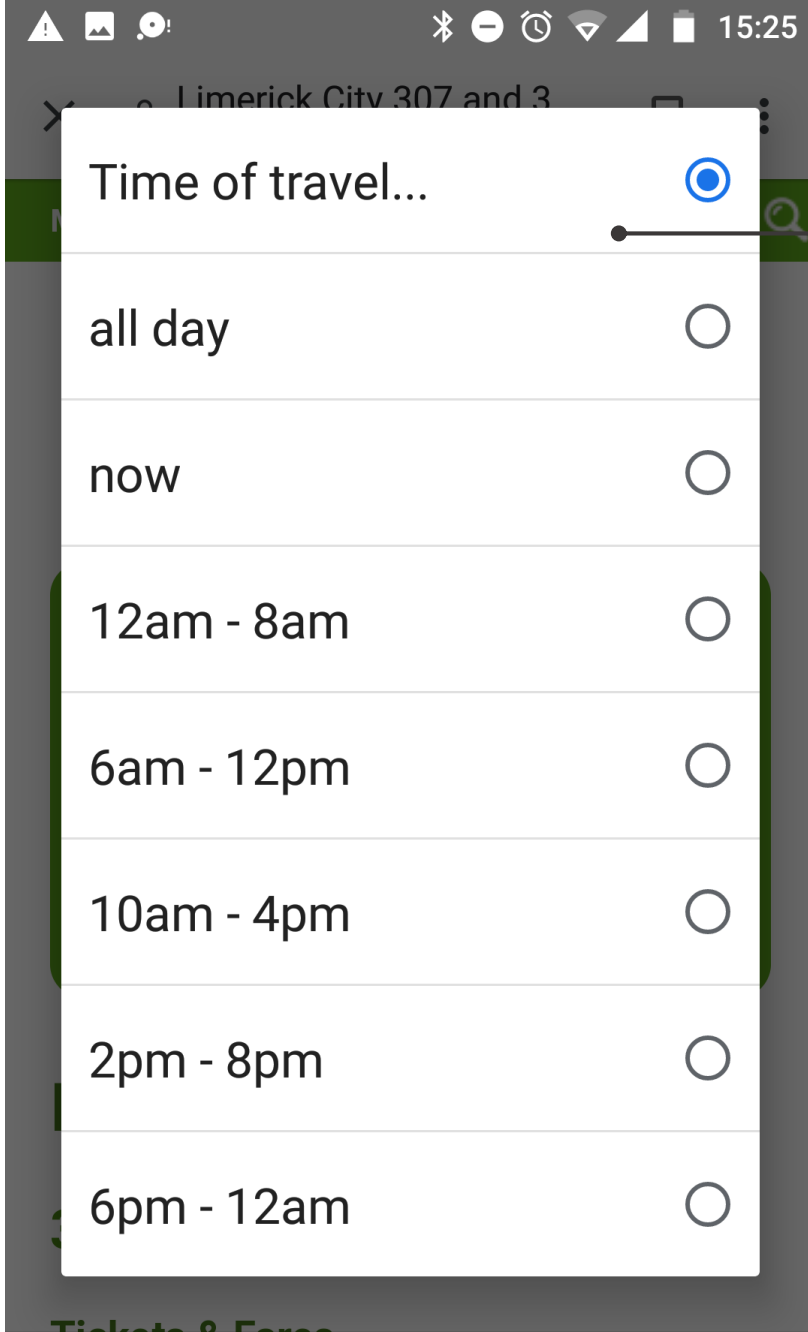 15:25
Limerick City 307 and 3
Time of travel...
all day
now
12am - 8am
6am - 12pm
10am - 4pm
2pm - 8pm
6pm - 12am
Tickets & Fares